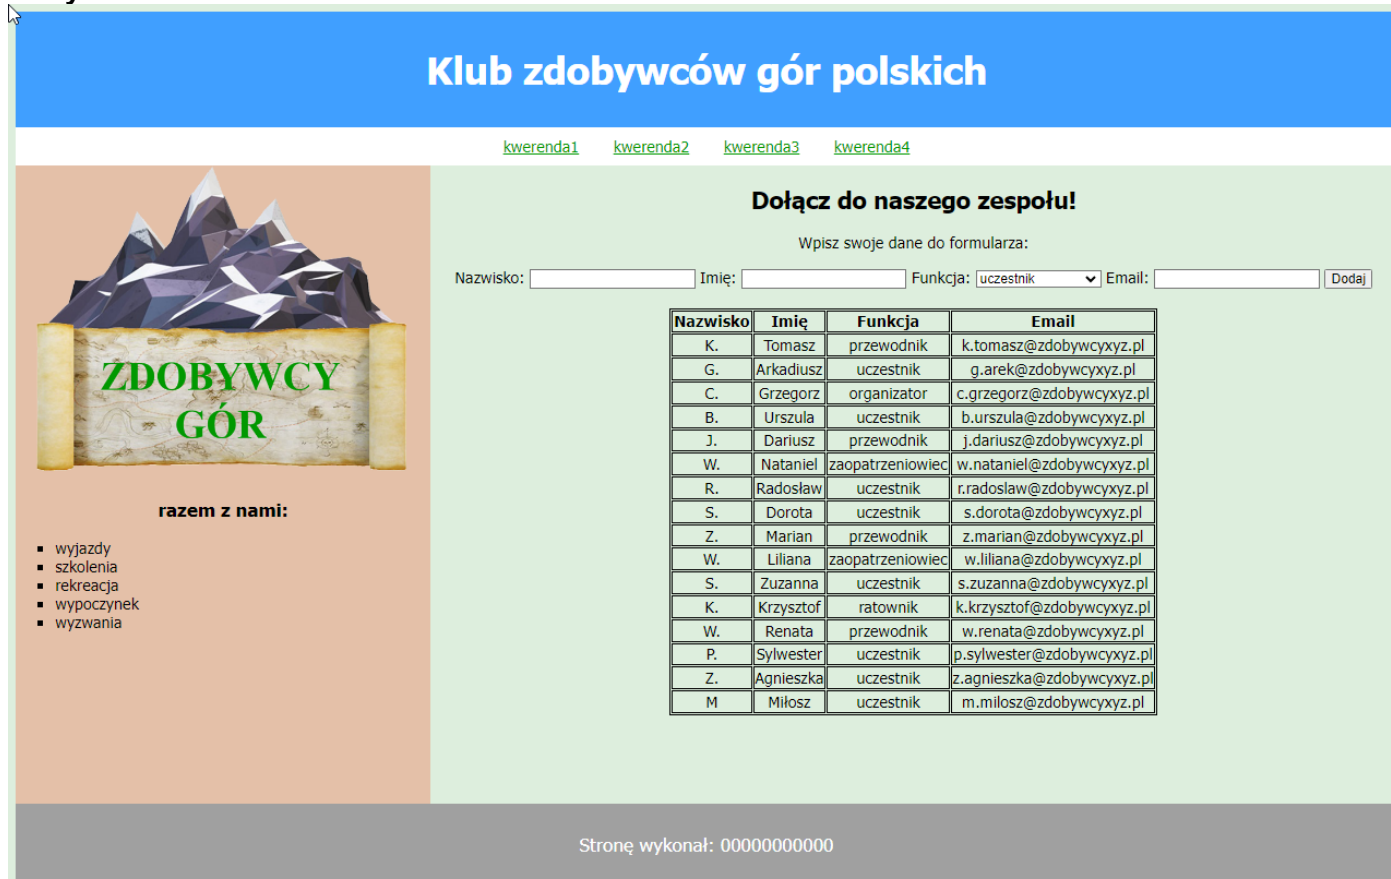 Klub zdobywców gór polskich
kwerenda1 kwerenda2 kwerenda3 kwerenda4
ZDOBYWCY
GÓR
razem z nami:
wyjazdy
szkolenia
rekreacja
wypoczynek
wyzwania
Dołącz do naszego zespołu!
Wpisz swoje dane do formularza:
Nazwisko: Imię: Funkcja: uczestnik Email: Dodaj
Nazwisko Imię Funkcja Email
K. Tomasz przewodnik k.tomasz@zdobywcyxyz.pl
G. Arkadiusz uczestnik g.arek@zdobywcyxyz.pl
C. Grzegorz organizator c.grzegorz@zdobywcyxyz.pl
B. Urszula uczestnik b.urszula@zdobywcyxyz.pl
J. Dariusz przewodnik j.dariusz@zdobywcyxyz.pl
W. Nataniel zaopatrzeniowiec w.nataniel@zdobywcyxyz.pl
R. Radosław uczestnik r.radoslaw@zdobywcyxyz.pl
S. Dorota uczestnik s.dorota@zdobywcyxyz.pl
Z. Marian przewodnik z.marian@zdobywcyxyz.pl
W. Liliana zaopatrzeniowiec w.liliana@zdobywcyxyz.pl
S. Zuzanna uczestnik s.zuzanna@zdobywcyxyz.pl
K. Krzysztof ratownik k.krzysztof@zdobywcyxyz.pl
W. Renata przewodnik w.renata@zdobywcyxyz.pl
P. Sylwester uczestnik p.sylwester@zdobywcyxyz.pl
Z. Agnieszka uczestnik z.agnieszka@zdobywcyxyz.pl
M Miłosz uczestnik m.milosz@zdobywcyxyz.pl
Stronę wykonał: 00000000000